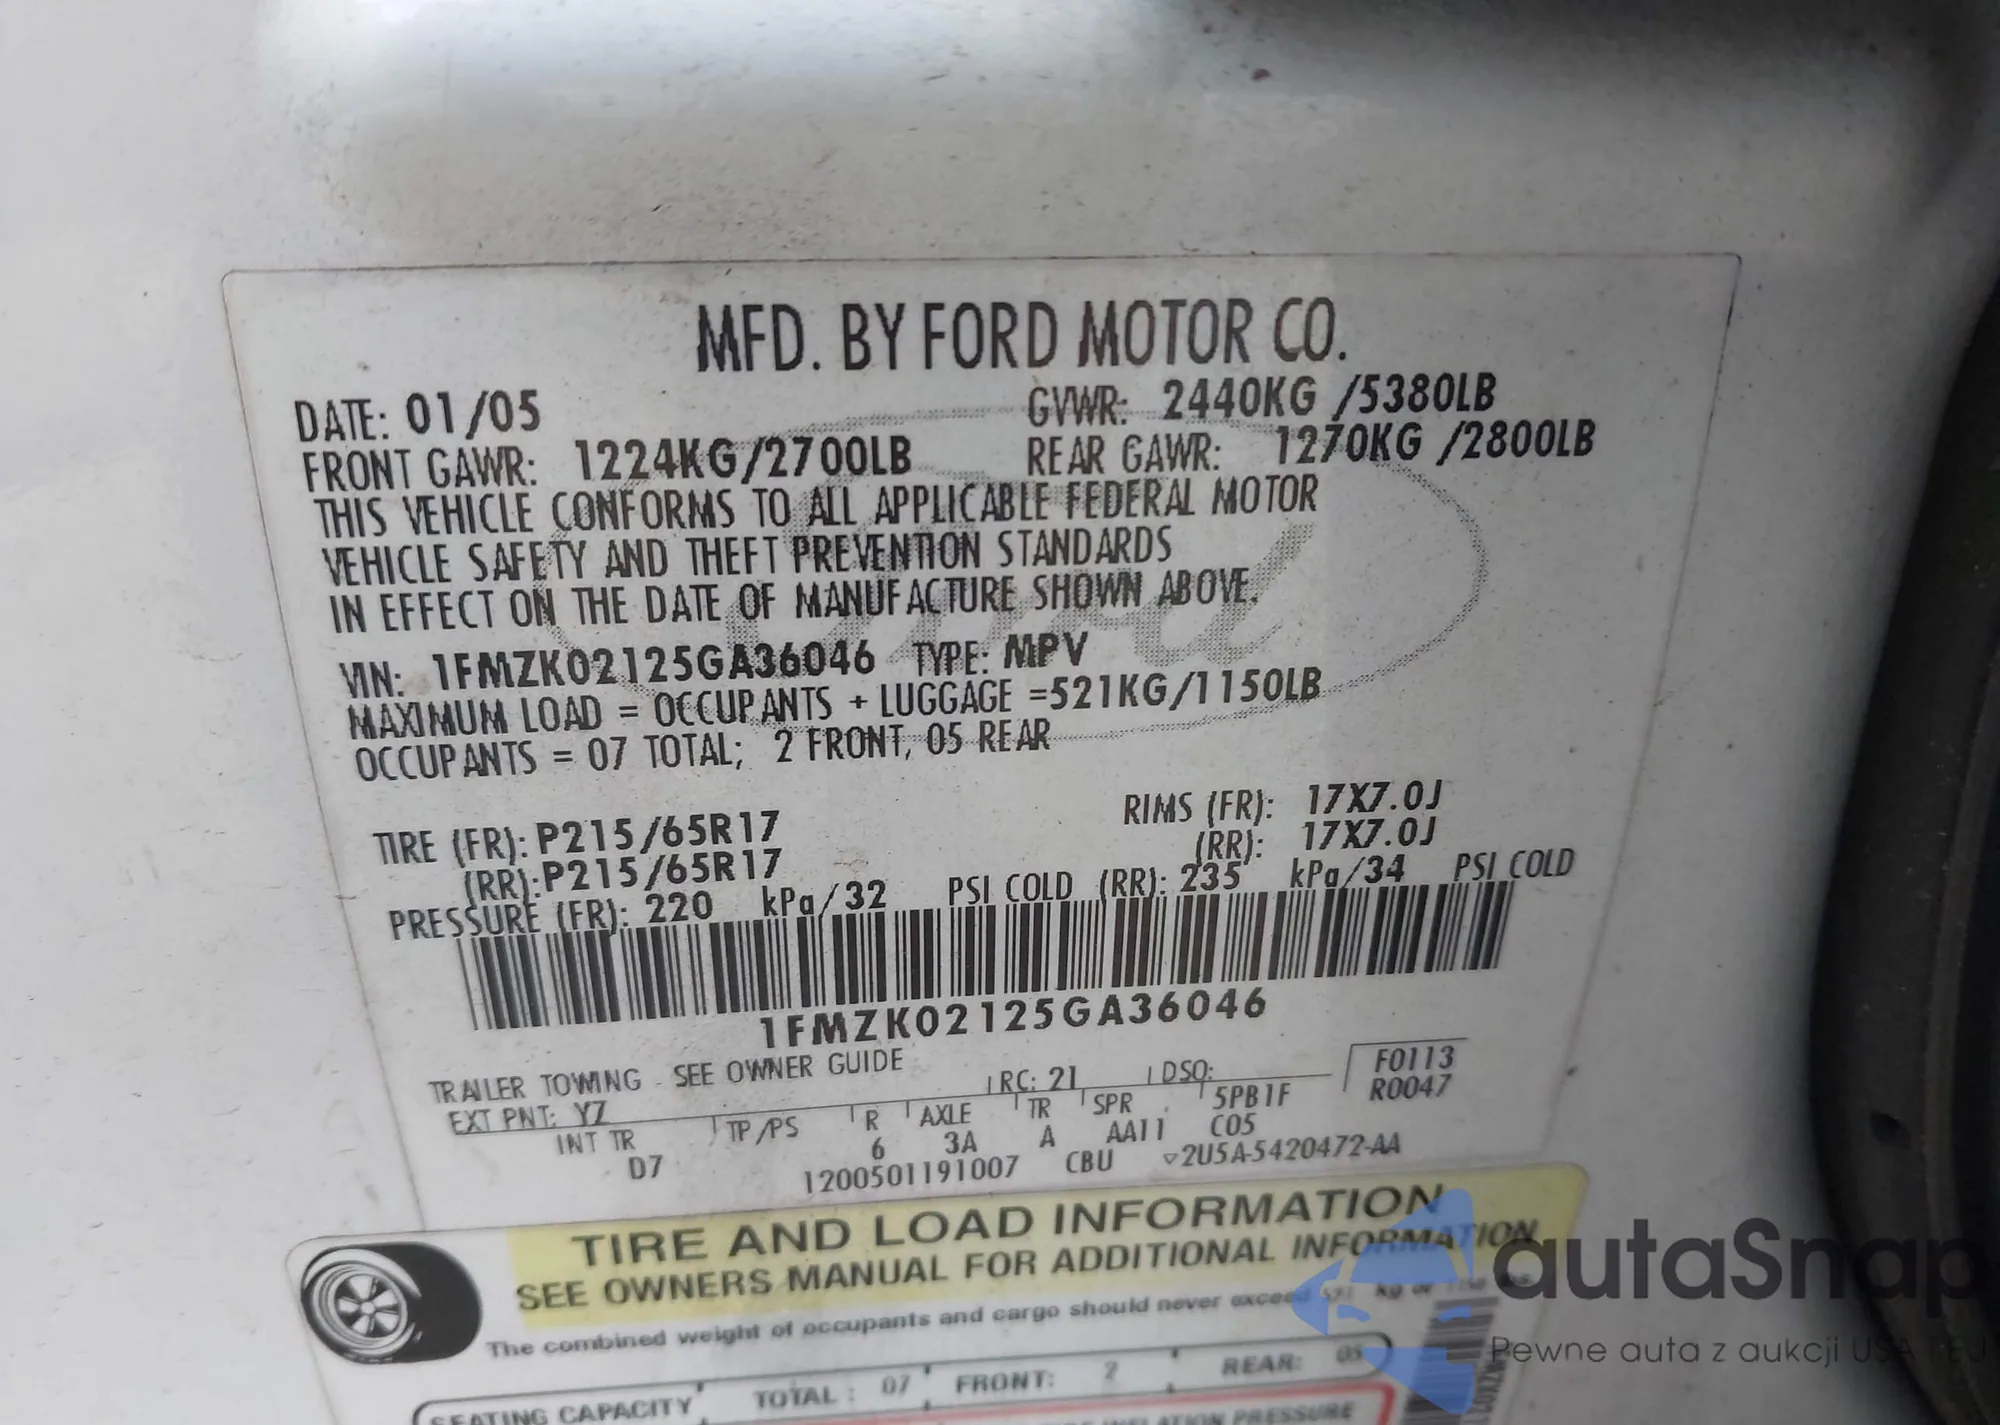 MFD. BY FORD MOTOR CO.
DATE: 01/05 GVWR: 2440KG /5380LB
FRONT GAWR: 1224KG/2700LB REAR GAWR: 1270KG /2800LB
THIS VEHICLE CONFORMS TO ALL APPLICABLE FEDERAL MOTOR
VEHICLE SAFETY AND THEFT PREVENTION STANDARDS
IN EFFECT ON THE DATE OF MANUFACTURE SHOWN ABOVE.
VIN: 1FMZK02125GA36046 TYPE: MPV
MAXIMUM LOAD = OCCUPANTS + LUGGAGE =521KG/1150LB
OCCUPANTS = 07 TOTAL; 2 FRONT, 05 REAR
TIRE (FR): P215/65R17 RIMS (FR): 17X7.0J
(RR): P215/65R17 (RR): 17X7.0J
PRESSURE (FR): 220 kPa/32 PSI COLD (RR): 235 kPa/34 PSI COLD
1FMZK02125GA36046
TRAILER TOWING - SEE OWNER GUIDE
EXT PNT: YZ RC: 21 DSO: F0113
INT TR TP/PS R AXLE TR SPR 5PB1F R0047
D7 6 3A A AA11 C05
1200501191007 CBU ▽2U5A-5420472-AA
TIRE AND LOAD INFORMATION
SEE OWNERS MANUAL FOR ADDITIONAL INFORMATION
The combined weight of occupants and cargo should never exceed 521 kg or
SEATING CAPACITY TOTAL: 07 FRONT: 2 REAR: 05
INFLATION PRESSURE
autaSnap
Pewne auta z aukcji USA